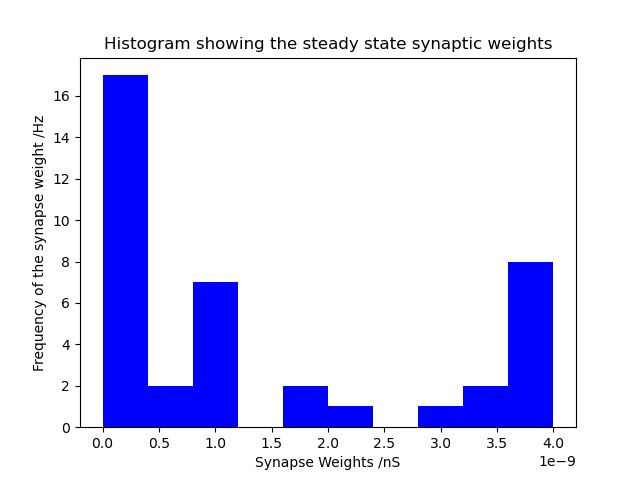 Histogram showing the steady state synaptic weights
Frequency of the synapse weight /Hz
16
14
12
10
8
6
4
2
0
0.0 0.5 1.0 1.5 2.0 2.5 3.0 3.5 4.0
1e−9
Synapse Weights /nS